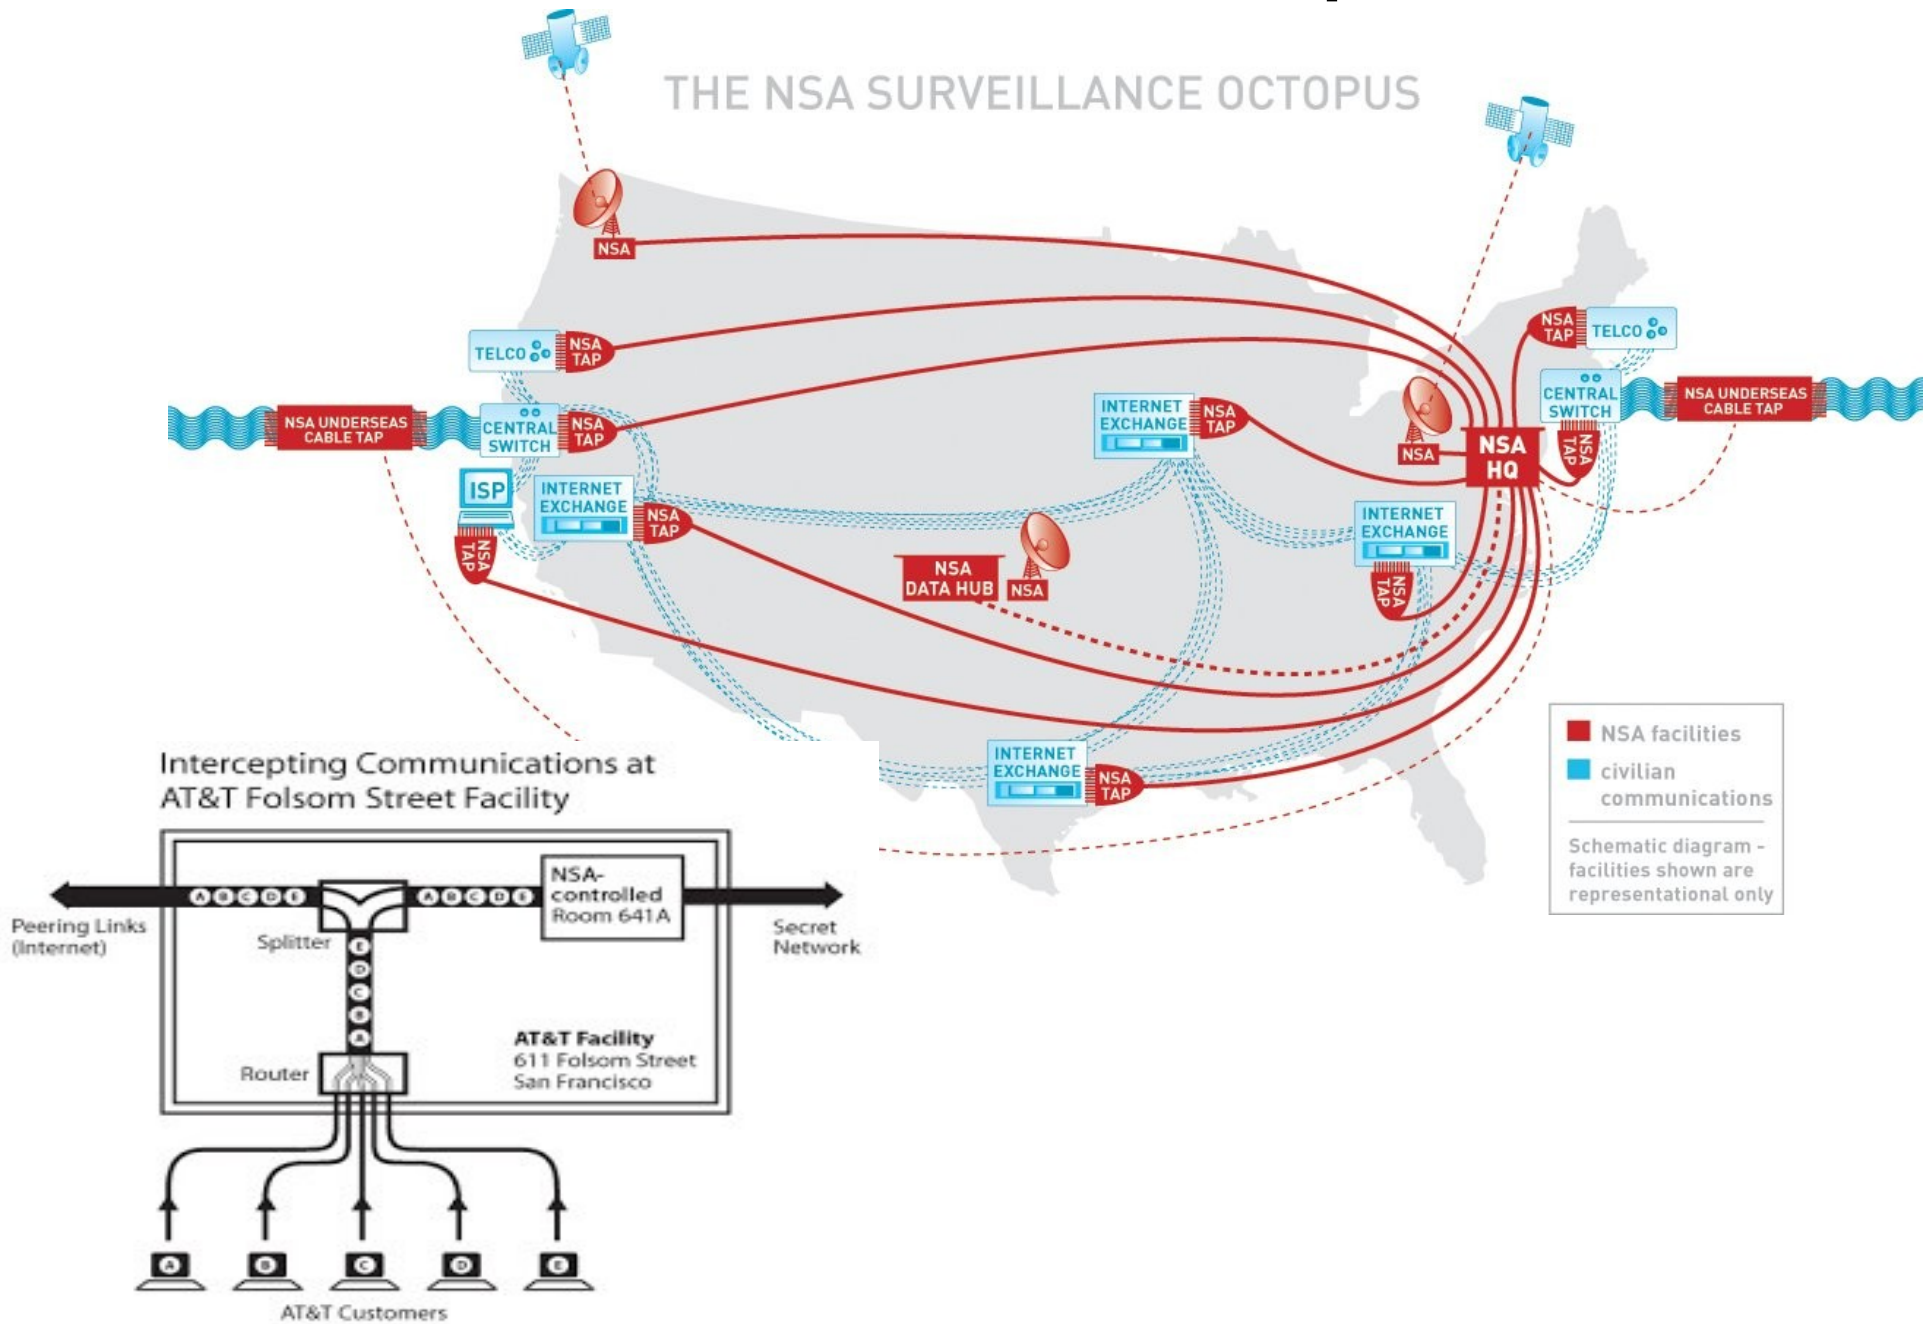 THE NSA SURVEILLANCE OCTOPUS
NSA
TELCO
NSA
TAP
NSA
TAP
TELCO
NSA UNDERSEAS
CABLE TAP
CENTRAL
SWITCH
NSA
TAP
INTERNET
EXCHANGE
NSA
TAP
NSA
NSA
HQ
CENTRAL
SWITCH
NSA
TAP
NSA UNDERSEAS
CABLE TAP
ISP
NSA
TAP
INTERNET
EXCHANGE
NSA
TAP
NSA
DATA HUB
NSA
INTERNET
EXCHANGE
NSA
TAP
INTERNET
EXCHANGE
NSA
TAP
NSA facilities
civilian
communications
Schematic diagram -
facilities shown are
representational only
Intercepting Communications at
AT&T Folsom Street Facility
Peering Links
(Internet)
A B C D E
Splitter
A B C D E
NSA-
controlled
Room 641A
Secret
Network
E
D
C
B
A
Router
AT&T Facility
611 Folsom Street
San Francisco
A
B
C
D
E
AT&T Customers